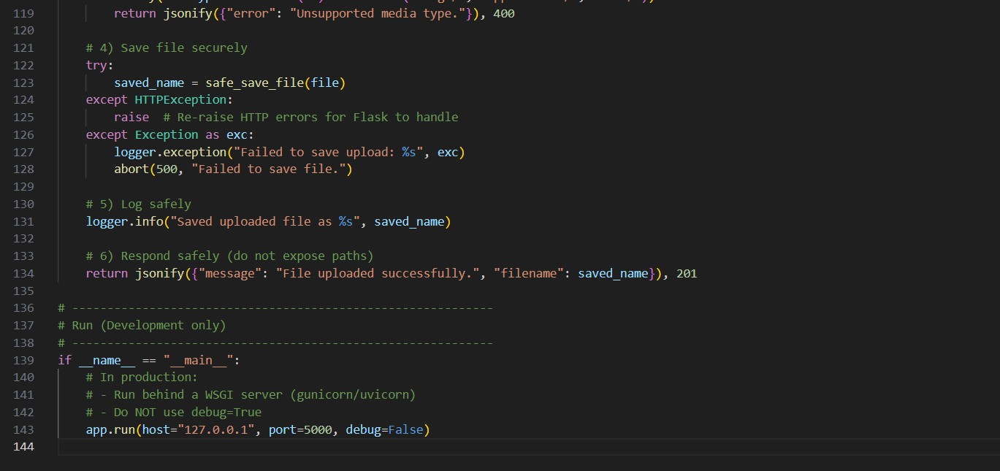 119 return jsonify({"error": "Unsupported media type."}), 400
120
121 # 4) Save file securely
122 try:
123 saved_name = safe_save_file(file)
124 except HTTPException:
125 raise  # Re-raise HTTP errors for Flask to handle
126 except Exception as exc:
127 logger.exception("Failed to save upload: %s", exc)
128 abort(500, "Failed to save file.")
129
130 # 5) Log safely
131 logger.info("Saved uploaded file as %s", saved_name)
132
133 # 6) Respond safely (do not expose paths)
134 return jsonify({"message": "File uploaded successfully.", "filename": saved_name}), 201
135
136 # ------------------------------------------------------------
137 # Run (Development only)
138 # ------------------------------------------------------------
139 if __name__ == "__main__":
140 # In production:
141 # - Run behind a WSGI server (gunicorn/uvicorn)
142 # - Do NOT use debug=True
143 app.run(host="127.0.0.1", port=5000, debug=False)
144